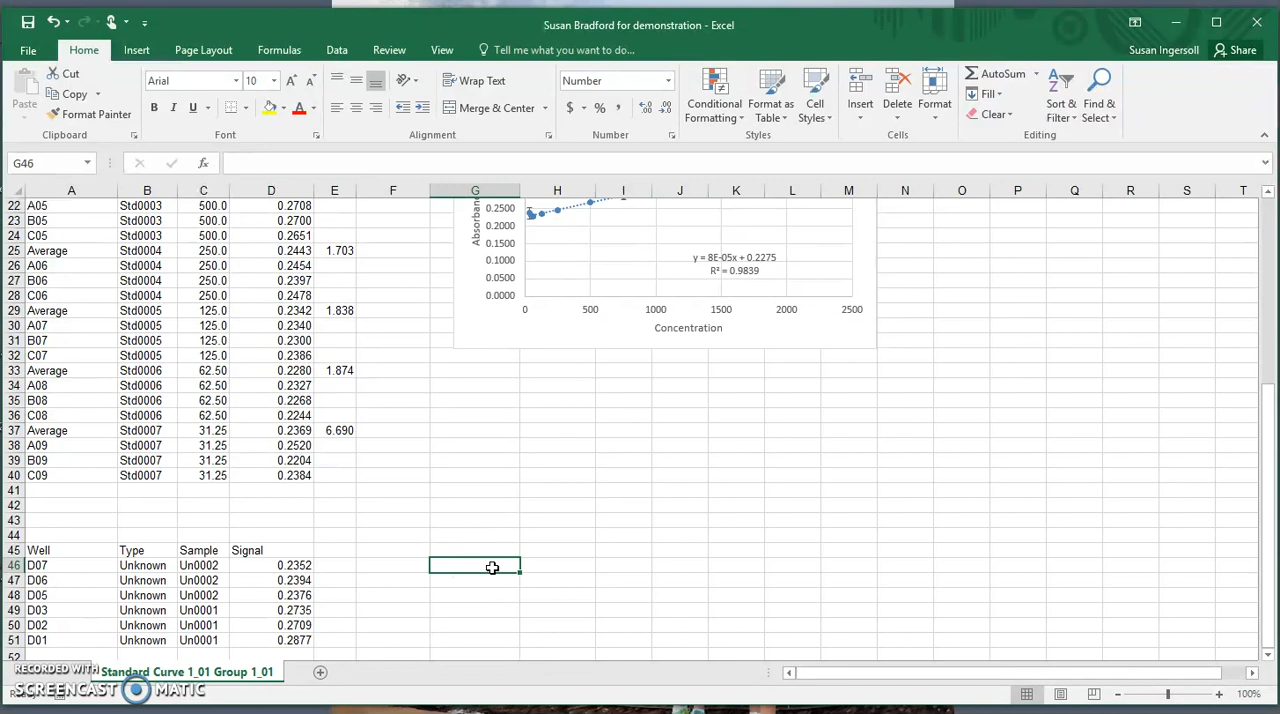 Susan Bradford for demonstration - Excel
File Home Insert Page Layout Formulas Data Review View Tell me what you want to do... Susan Ingersoll Share
Paste Cut Copy Format Painter Clipboard
Arial 10 Font
Wrap Text Merge & Center Alignment
Number $ % , Number
Conditional Formatting Format as Table Cell Styles Styles
Insert Delete Format Cells
AutoSum Fill Clear Sort & Filter Find & Select Editing
G46 fx
A B C D E F G H I J K L M N O P Q R S T
22 A05 Std0003 500.0 0.2708
23 B05 Std0003 500.0 0.2700
24 C05 Std0003 500.0 0.2651
25 Average Std0004 250.0 0.2443 1.703
26 A06 Std0004 250.0 0.2454
27 B06 Std0004 250.0 0.2397
28 C06 Std0004 250.0 0.2478
29 Average Std0005 125.0 0.2342 1.838
30 A07 Std0005 125.0 0.2340
31 B07 Std0005 125.0 0.2300
32 C07 Std0005 125.0 0.2386
33 Average Std0006 62.50 0.2280 1.874
34 A08 Std0006 62.50 0.2327
35 B08 Std0006 62.50 0.2268
36 C08 Std0006 62.50 0.2244
37 Average Std0007 31.25 0.2369 6.690
38 A09 Std0007 31.25 0.2520
39 B09 Std0007 31.25 0.2204
40 C09 Std0007 31.25 0.2384
41
42
43
44
45 Well Type Sample Signal
46 D07 Unknown Un0002 0.2352
47 D06 Unknown Un0002 0.2394
48 D05 Unknown Un0002 0.2376
49 D03 Unknown Un0001 0.2735
50 D02 Unknown Un0001 0.2709
51 D01 Unknown Un0001 0.2877
52
0.2500
0.2000
0.1500
0.1000
0.0500
0.0000
y = 8E-05x + 0.2275
R² = 0.9839
0 500 1000 1500 2000 2500
Concentration
Standard Curve 1_01 Group 1_01
RECORDED WITH
SCREENCAST MATIC
100%